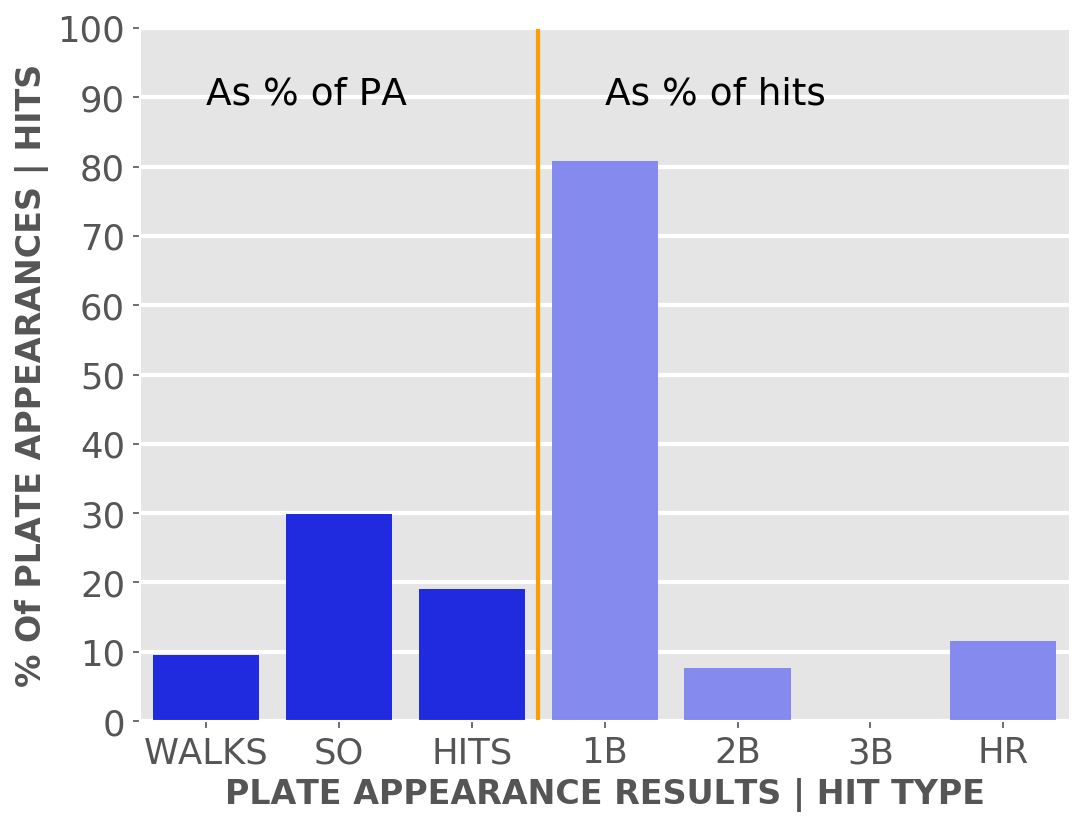 % Of PLATE APPEARANCES | HITS
100
90
80
70
60
50
40
30
20
10
0
As % of PA
As % of hits
WALKS SO HITS 1B 2B 3B HR
PLATE APPEARANCE RESULTS | HIT TYPE